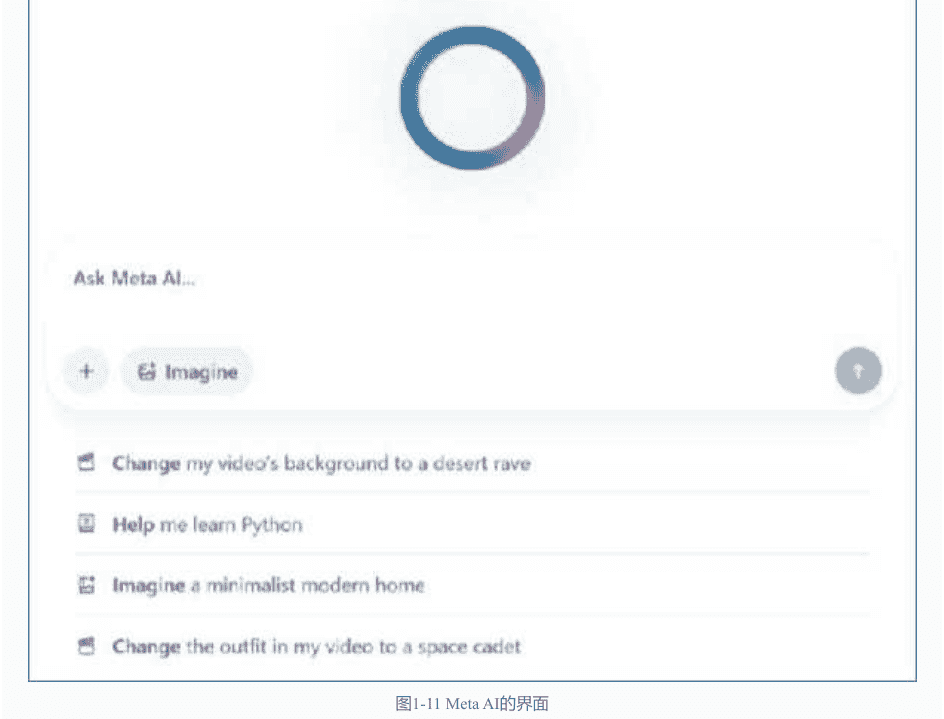 Ask Meta AI...
+ Imagine
Change my video's background to a desert rave
Help me learn Python
Imagine a minimalist modern home
Change the outfit in my video to a space cadet
图1-11 Meta AI的界面